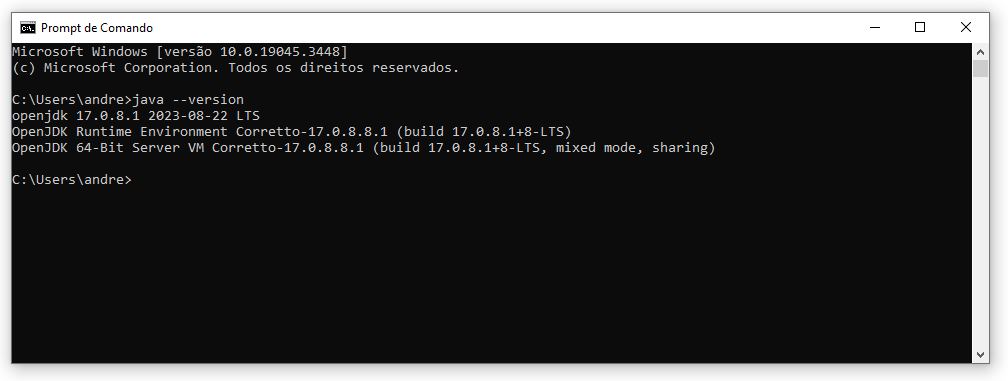 Prompt de Comando
Microsoft Windows [versão 10.0.19045.3448]
(c) Microsoft Corporation. Todos os direitos reservados.
C:\Users\andre>java --version
openjdk 17.0.8.1 2023-08-22 LTS
OpenJDK Runtime Environment Corretto-17.0.8.8.1 (build 17.0.8.1+8-LTS)
OpenJDK 64-Bit Server VM Corretto-17.0.8.8.1 (build 17.0.8.1+8-LTS, mixed mode, sharing)
C:\Users\andre>